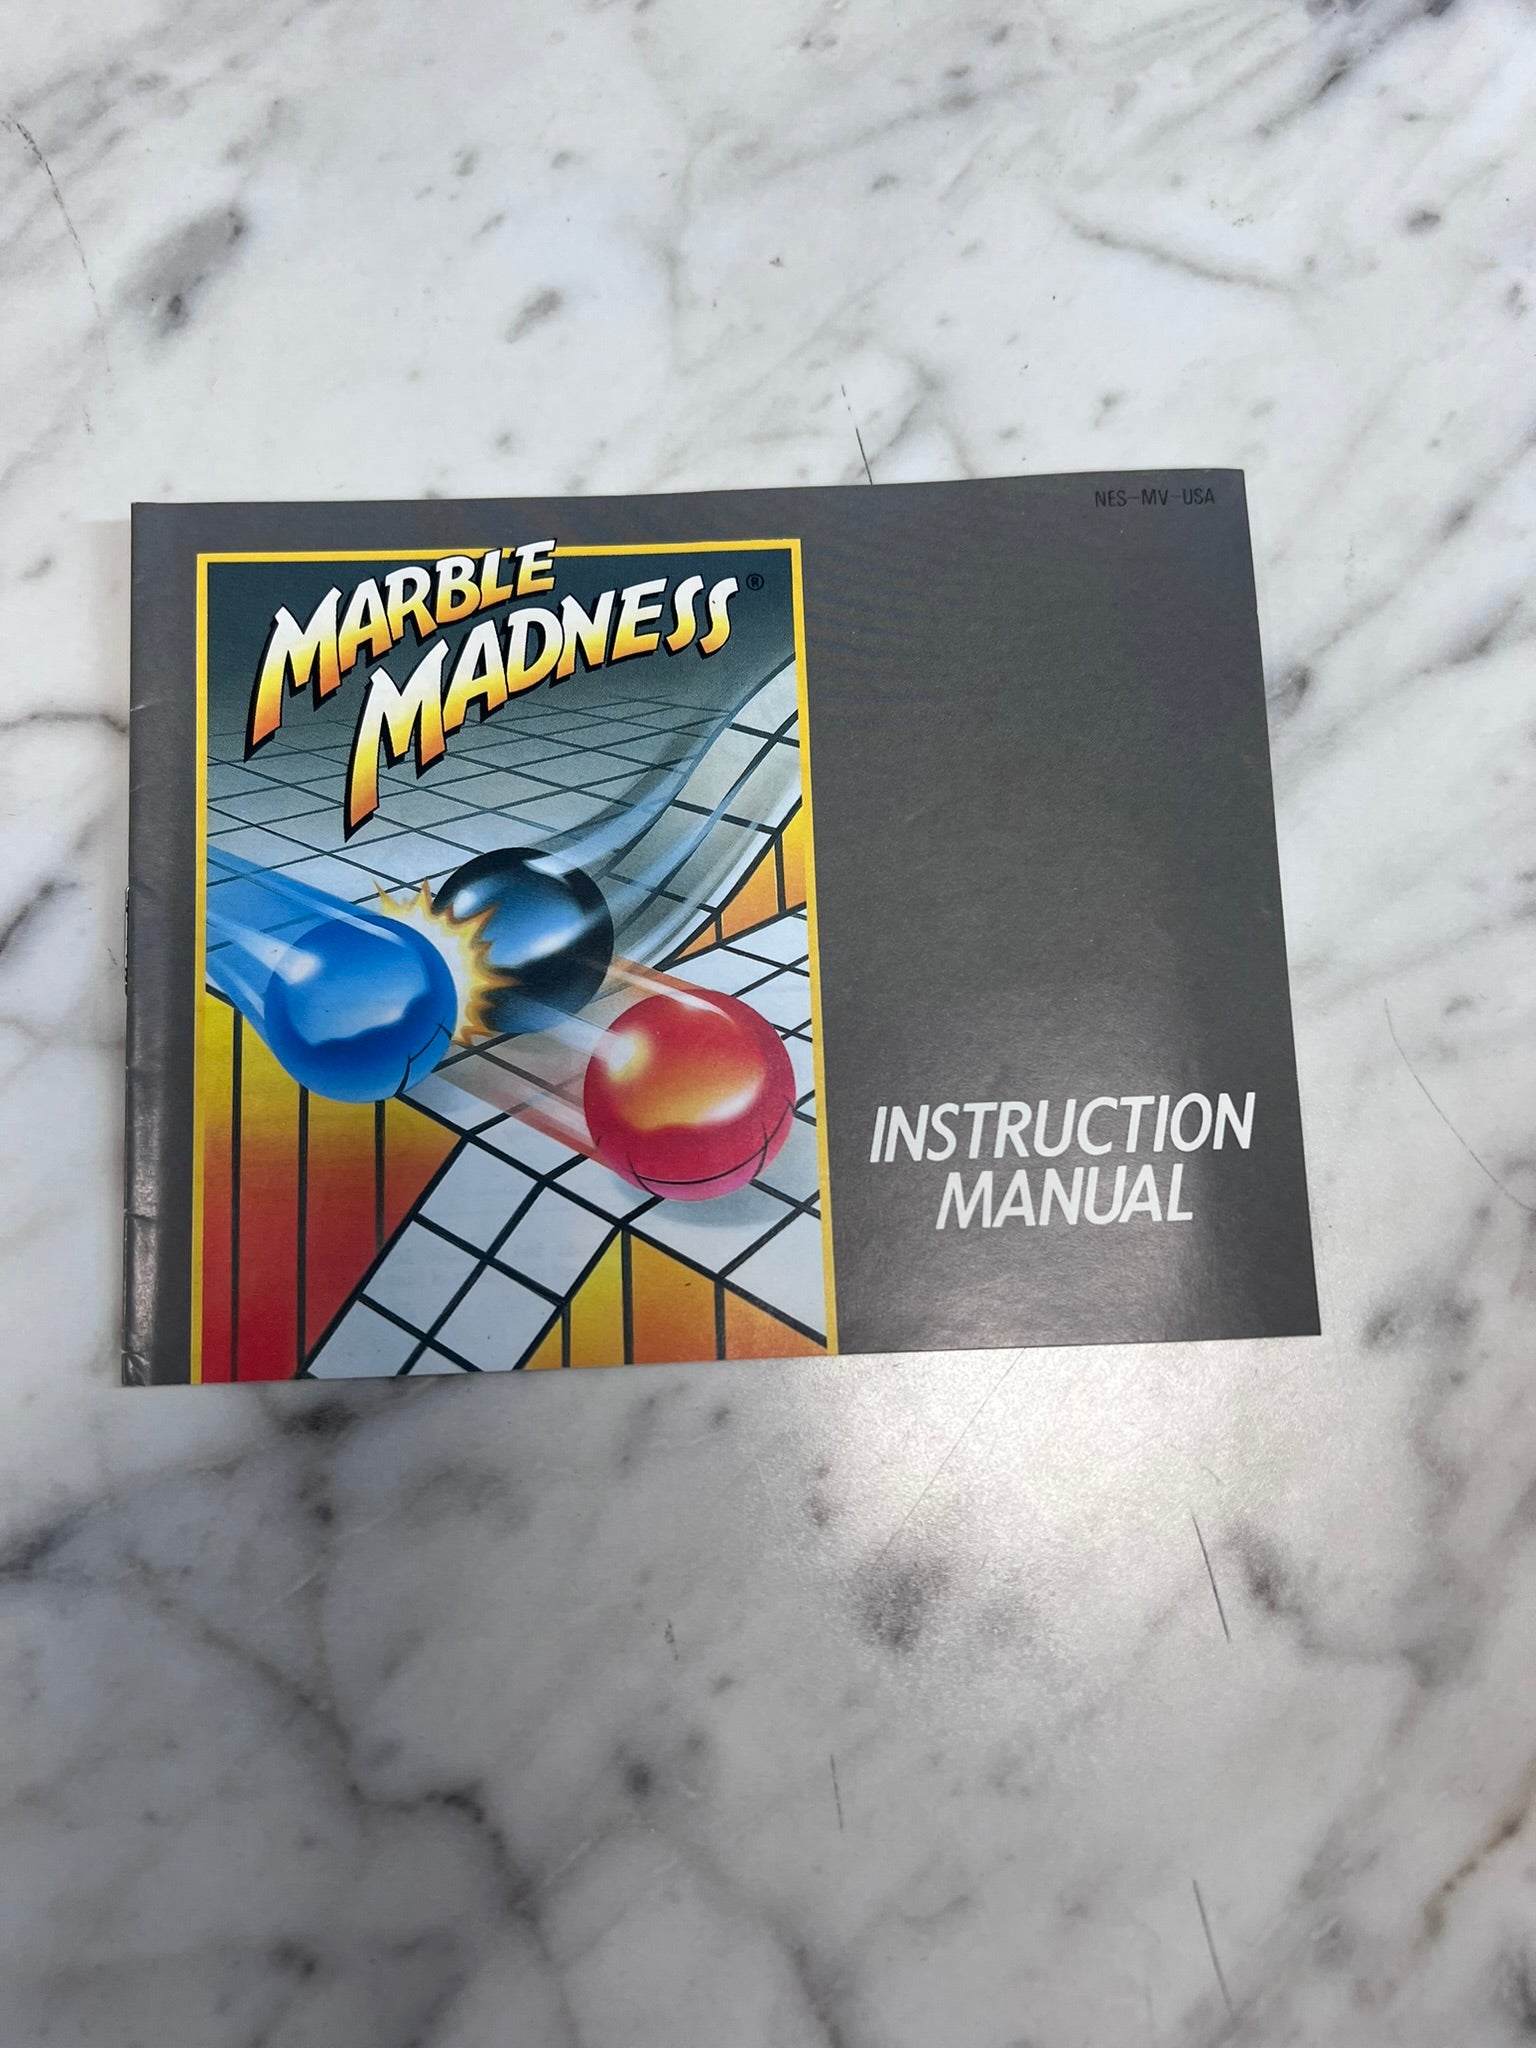 NES-MV-USA
MARBLE
MADNESS®
INSTRUCTION
MANUAL